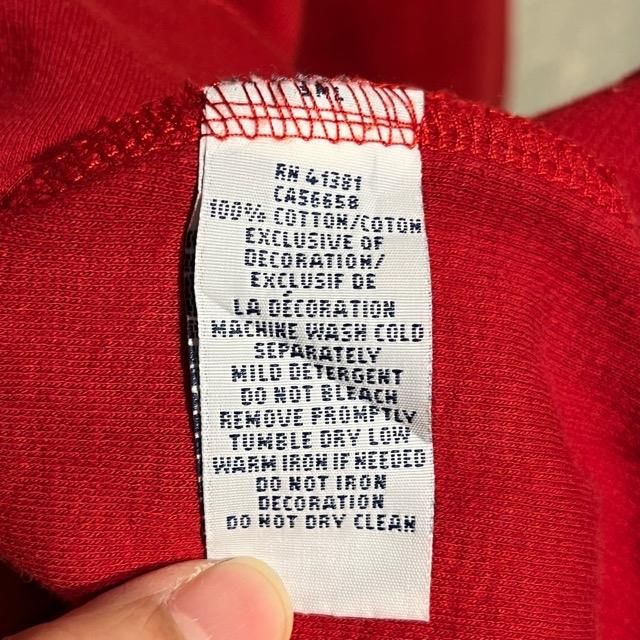 RN 41381
CA56658
100% COTTON/COTON
EXCLUSIVE OF
DECORATION/
EXCLUSIF DE
LA DÉCORATION
MACHINE WASH COLD
SEPARATELY
MILD DETERGENT
DO NOT BLEACH
REMOVE PROMPTLY
TUMBLE DRY LOW
WARM IRON IF NEEDED
DO NOT IRON
DECORATION
DO NOT DRY CLEAN